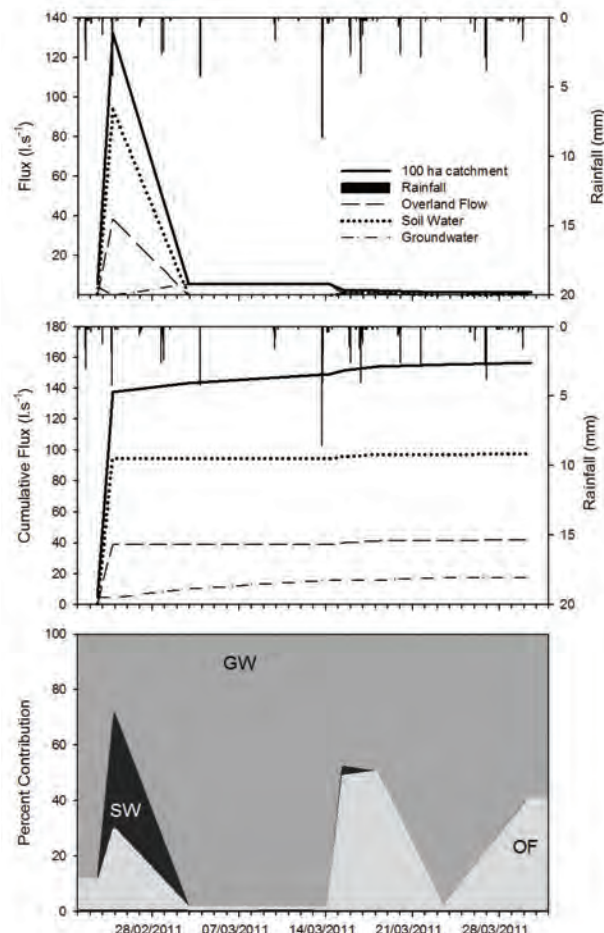 140
120
100
80
60
40
20
Flux (l.s⁻¹)
0
5
10
15
20
Rainfall (mm)
100 ha catchment
Rainfall
Overland Flow
Soil Water
Groundwater
180
160
140
120
100
80
60
40
20
0
Cumulative Flux (l.s⁻¹)
0
5
10
15
20
Rainfall (mm)
100
80
60
40
20
0
Percent Contribution
GW
SW
OF
28/02/2011 07/03/2011 14/03/2011 21/03/2011 28/03/2011